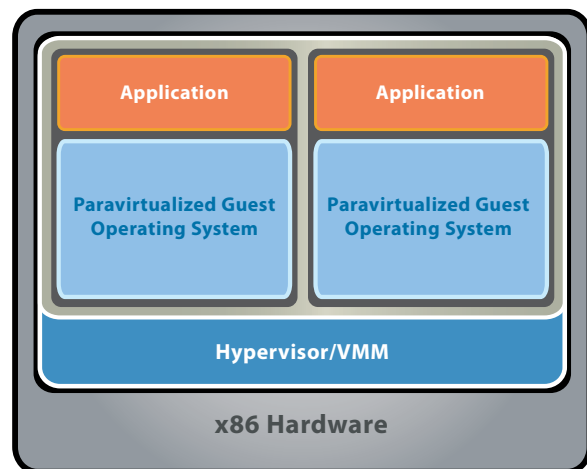 Application
Application
Paravirtualized Guest
Operating System
Paravirtualized Guest
Operating System
Hypervisor/VMM
x86 Hardware